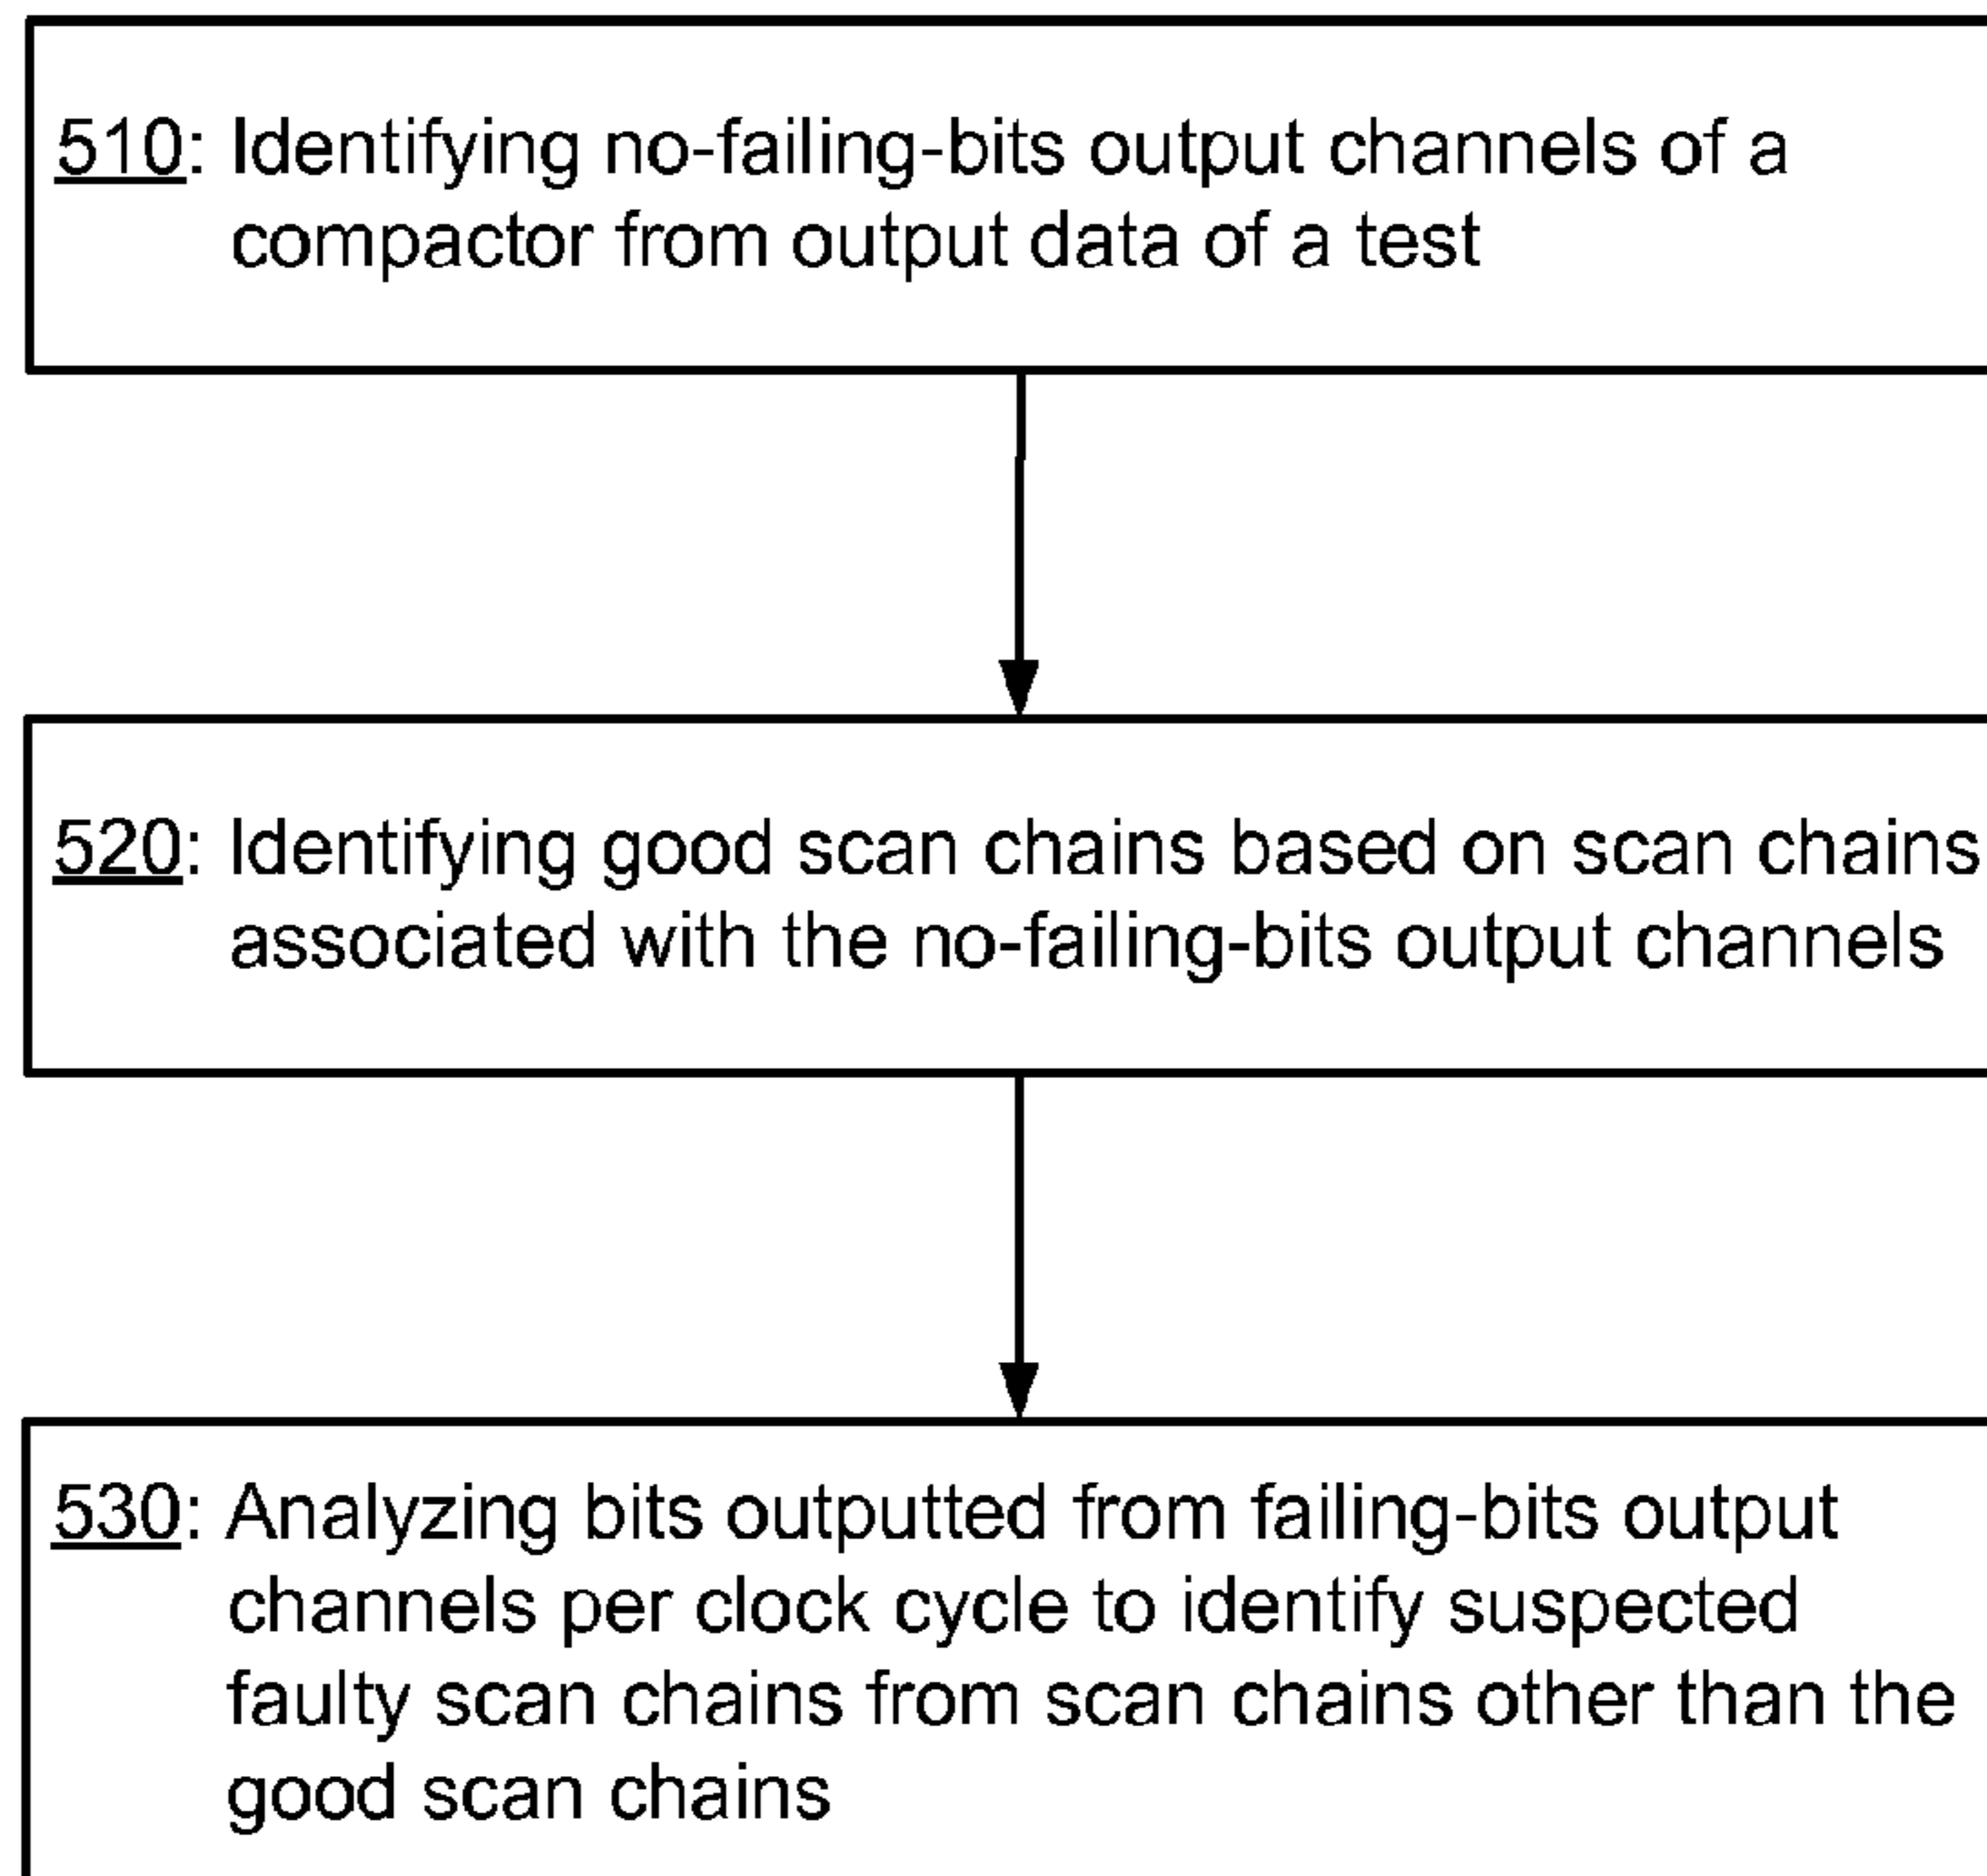 510: Identifying no-failing-bits output channels of a
compactor from output data of a test
520: Identifying good scan chains based on scan chains
associated with the no-failing-bits output channels
530: Analyzing bits outputted from failing-bits output
channels per clock cycle to identify suspected
faulty scan chains from scan chains other than the
good scan chains